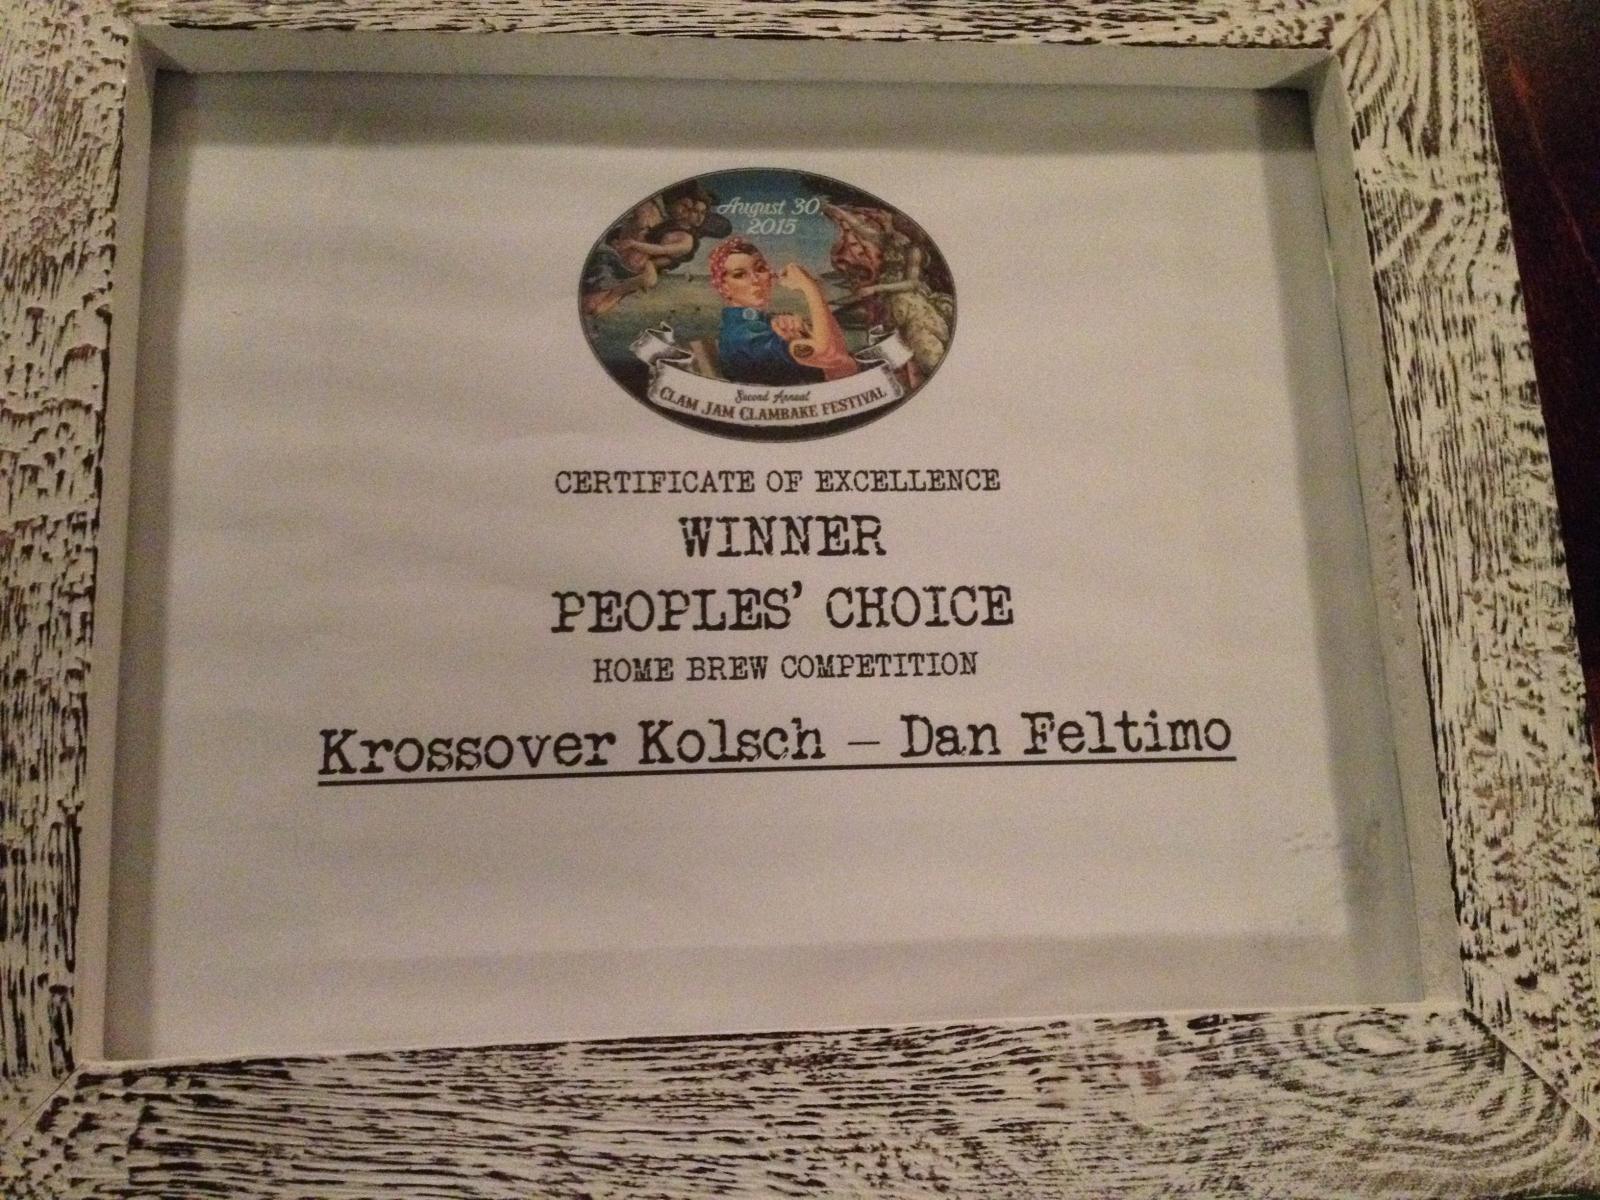 August 30,
2015
Second Annual
CLAM JAM CLAMBAKE FESTIVAL
CERTIFICATE OF EXCELLENCE
WINNER
PEOPLES' CHOICE
HOME BREW COMPETITION
Krossover Kolsch – Dan Feltimo